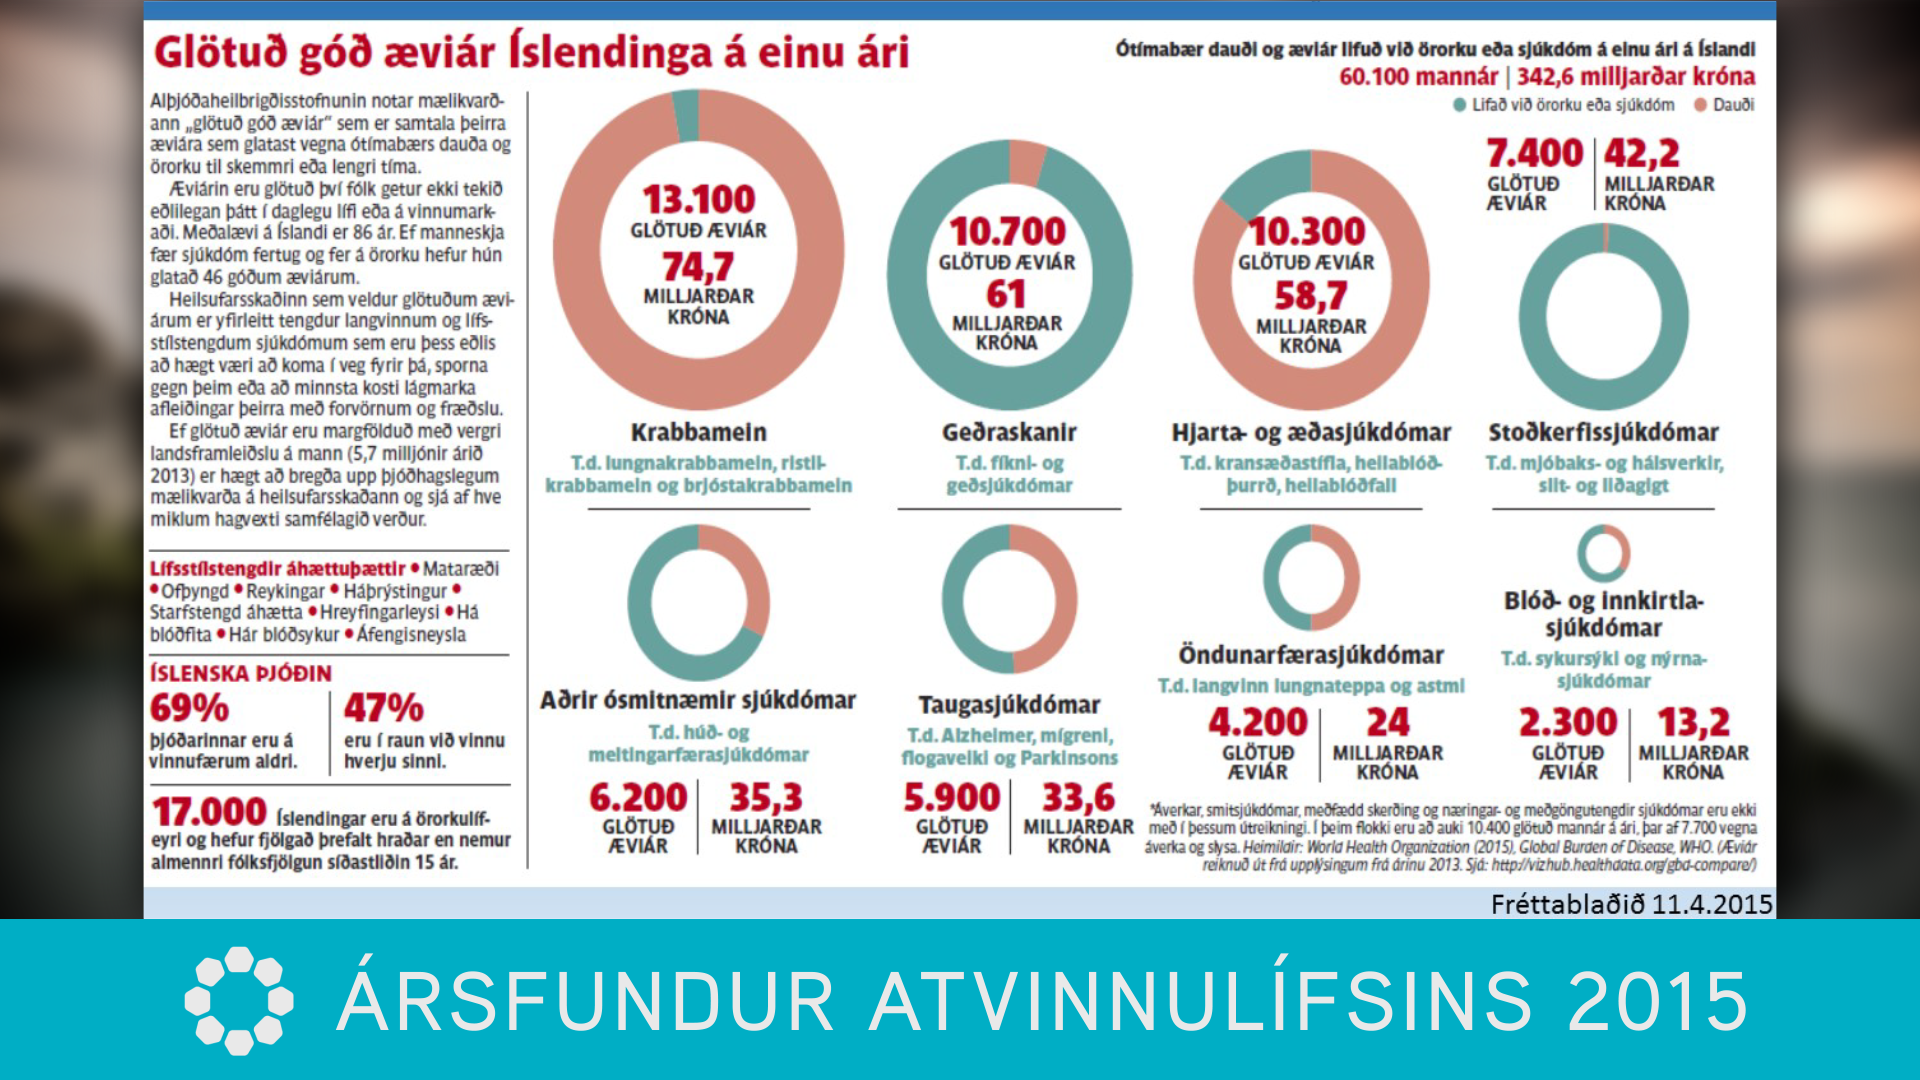 Glötuð góð æviár Íslendinga á einu ári
Alþjóðaheilbrigðisstofnunin notar mælikvarð-
ann „glötuð góð æviár“ sem er samtala þeirra
æviára sem glatast vegna ótímabærs dauða og
örorku til skemmri eða lengri tíma.
Æviárin eru glötuð því fólk getur ekki tekið
eðlilegan þátt í daglegu lífi eða á vinnumark-
aði. Meðalævi á Íslandi er 86 ár. Ef manneskja
fær sjúkdóm fertug og fer á örorku hefur hún
glatað 46 góðum æviárum.
Heilsufarsskaðinn sem veldur glötuðum ævi-
árum er yfirleitt tengdur langvinnum og lífs-
stílstengdum sjúkdómum sem eru þess eðlis
að hægt væri að koma í veg fyrir þá, sporna
gegn þeim eða að minnsta kosti lágmarka
afleiðingar þeirra með forvörnum og fræðslu.
Ef glötuð æviár eru margfölduð með vergri
landsframleiðslu á mann (5,7 milljónir árið
2013) er hægt að bregða upp þjóðhagslegum
mælikvarða á heilsufarsskaðann og sjá af hve
miklum hagvexti samfélagið verður.
Lífsstílstengdir áhættuþættir • Mataræði
• Ofþyngd • Reykingar • Háþrýstingur •
Starfstengd áhætta • Hreyfingarleysi • Há
blóðfita • Hár blóðsykur • Áfengisneysla
ÍSLENSKA ÞJÓÐIN
69%
þjóðarinnar eru á
vinnufærum aldri.
47%
eru í raun við vinnu
hverju sinni.
17.000 Íslendingar eru á örorkulíf-
eyri og hefur fjölgað þrefalt hraðar en nemur
almennri fólksfjölgun síðastliðin 15 ár.
Ótímabær dauði og æviár lifuð við örorku eða sjúkdóm á einu ári á Íslandi
60.100 mannár | 342,6 milljarðar króna
Lifað við örorku eða sjúkdóm Dauði
13.100
GLÖTUÐ ÆVIÁR
74,7
MILLJARÐAR
KRÓNA
Krabbamein
T.d. lungnakrabbamein, ristil-
krabbamein og brjóstakrabbamein
10.700
GLÖTUÐ ÆVIÁR
61
MILLJARÐAR
KRÓNA
Geðraskanir
T.d. fíkni- og
geðsjúkdómar
10.300
GLÖTUÐ ÆVIÁR
58,7
MILLJARÐAR
KRÓNA
Hjarta- og æðasjúkdómar
T.d. kransæðastífla, heilablóð-
þurrð, heilablóðfall
7.400
GLÖTUÐ
ÆVIÁR
42,2
MILLJARÐAR
KRÓNA
Stoðkerfissjúkdómar
T.d. mjóbaks- og hálsverkir,
slit- og liðagigt
Aðrir ósmitnæmir sjúkdómar
T.d. húð- og
meltingarfærasjúkdómar
6.200
GLÖTUÐ
ÆVIÁR
35,3
MILLJARÐAR
KRÓNA
Taugasjúkdómar
T.d. Alzheimer, mígreni,
flogaveiki og Parkinsons
5.900
GLÖTUÐ
ÆVIÁR
33,6
MILLJARÐAR
KRÓNA
Öndunarfærasjúkdómar
T.d. langvinn lungnateppa og astmi
4.200
GLÖTUÐ
ÆVIÁR
24
MILLJARÐAR
KRÓNA
Blóð- og innkirtla-
sjúkdómar
T.d. sykursýki og nýrna-
sjúkdómar
2.300
GLÖTUÐ
ÆVIÁR
13,2
MILLJARÐAR
KRÓNA
*Áverkar, smitsjúkdómar, meðfædd skerðing og næringar- og meðgöngutengdir sjúkdómar eru ekki
með í þessum útreikningi. Í þeim flokki eru að auki 10.400 glötuð mannár á ári, þar af 7.700 vegna
áverka og slysa. Heimildir: World Health Organization (2015), Global Burden of Disease, WHO. (Æviár
reiknuð út frá upplýsingum frá árinu 2013. Sjá: http://vizhub.healthdata.org/gbd-compare/)
Fréttablaðið 11.4.2015
ÁRSFUNDUR ATVINNULÍFSINS 2015